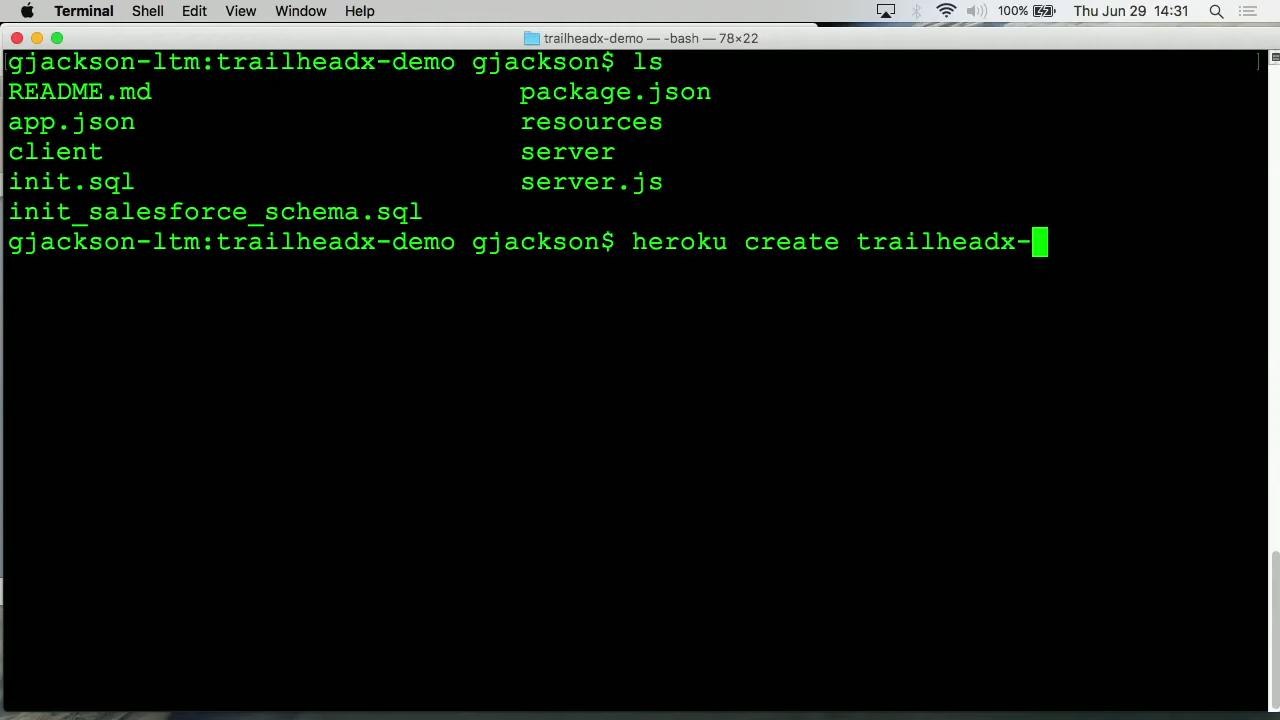 Terminal Shell Edit View Window Help 100% Thu Jun 29 14:31
trailheadx-demo — -bash — 78×22
gjackson-ltm:trailheadx-demo gjackson$ ls
README.md package.json
app.json resources
client server
init.sql server.js
init_salesforce_schema.sql
gjackson-ltm:trailheadx-demo gjackson$ heroku create trailheadx-